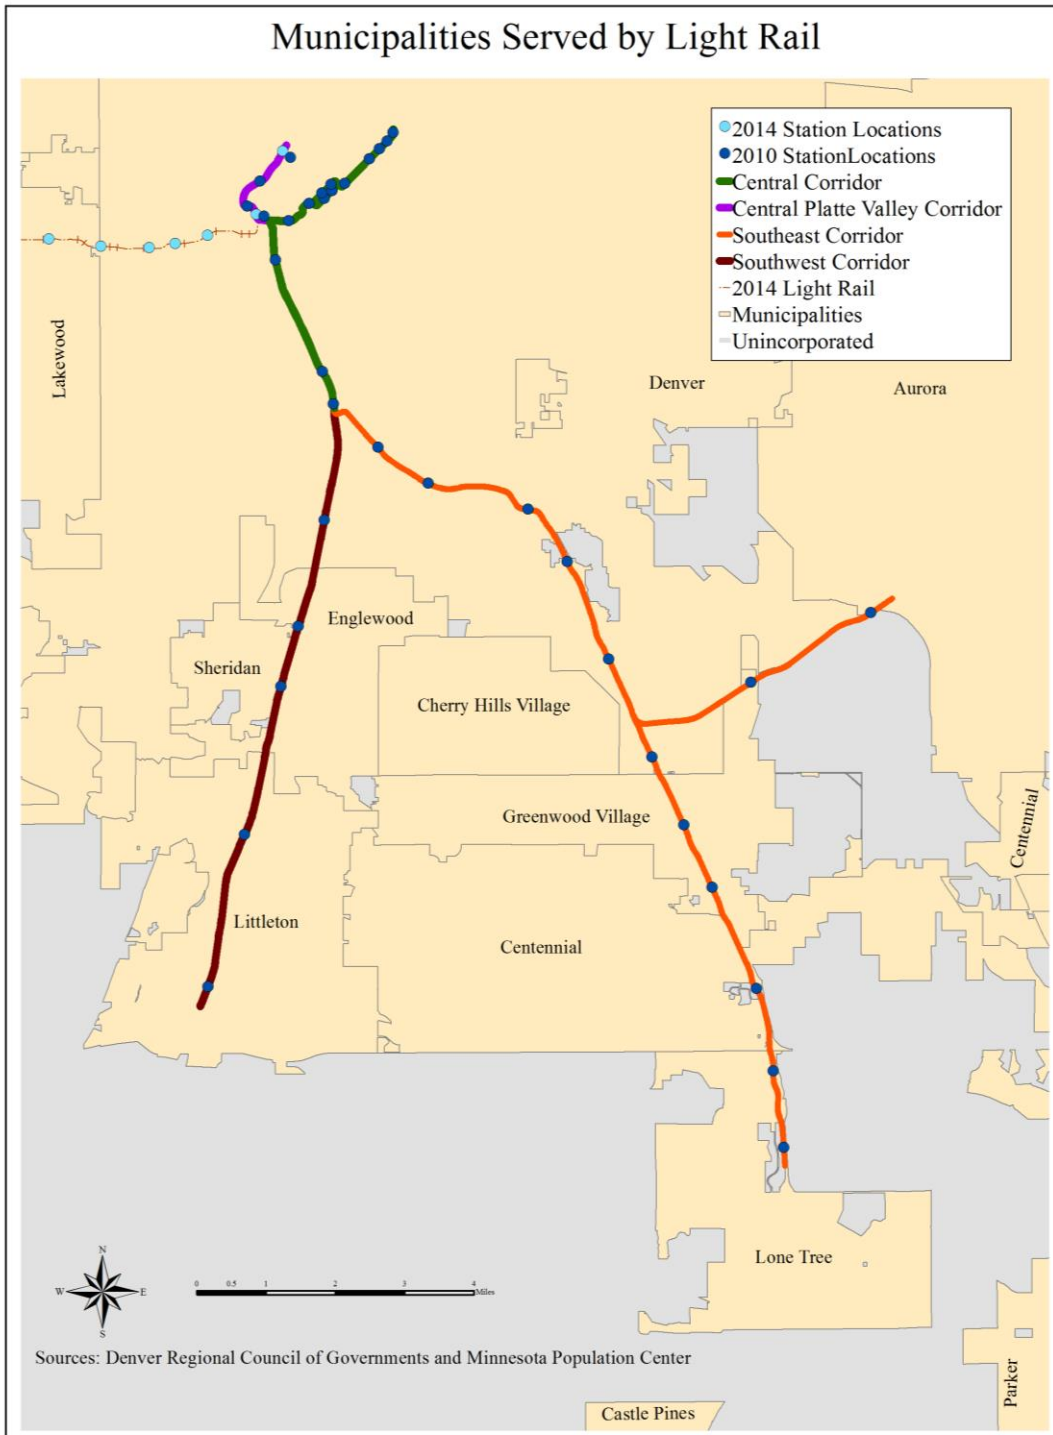 Municipalities Served by Light Rail
2014 Station Locations
2010 StationLocations
Central Corridor
Central Platte Valley Corridor
Southeast Corridor
Southwest Corridor
2014 Light Rail
Municipalities
Unincorporated
Lakewood
Denver
Aurora
Englewood
Sheridan
Cherry Hills Village
Greenwood Village
Centennial
Littleton
Centennial
Lone Tree
N
W E
S
0 0.5 1 2 3 4
Miles
Sources: Denver Regional Council of Governments and Minnesota Population Center
Parker
Castle Pines